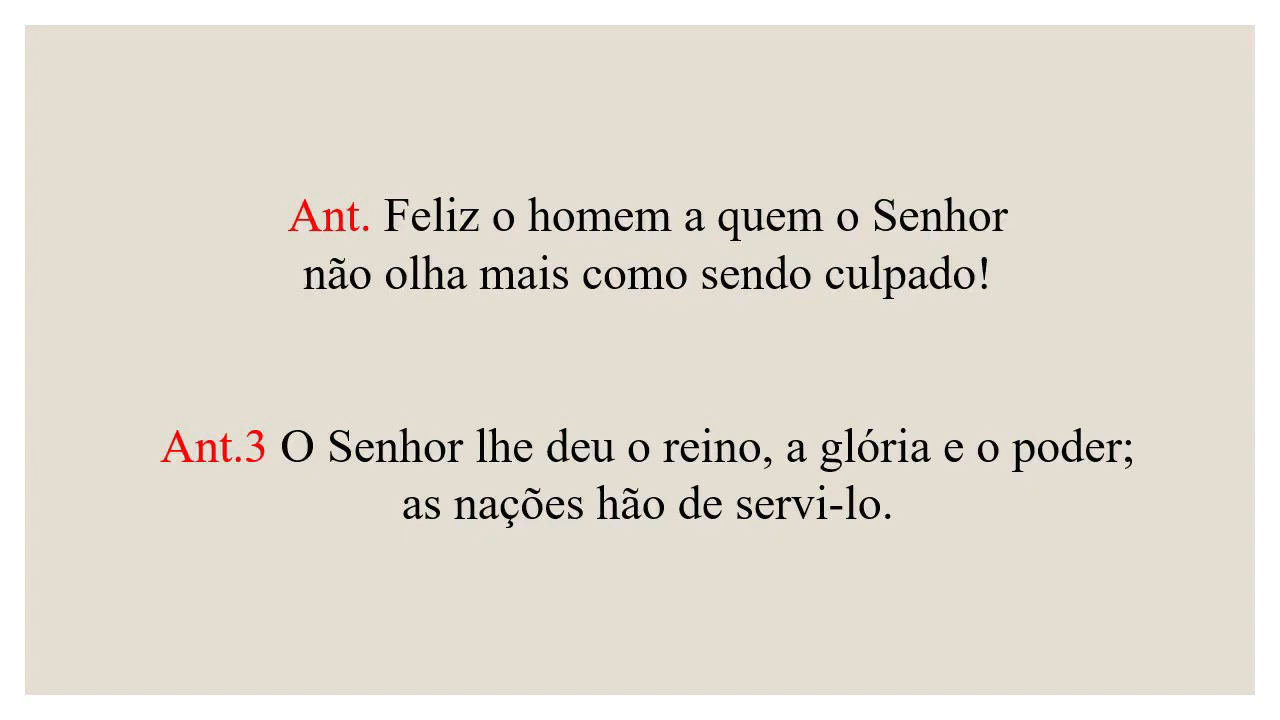 Ant. Feliz o homem a quem o Senhor
não olha mais como sendo culpado!
Ant.3 O Senhor lhe deu o reino, a glória e o poder;
as nações hão de servi-lo.